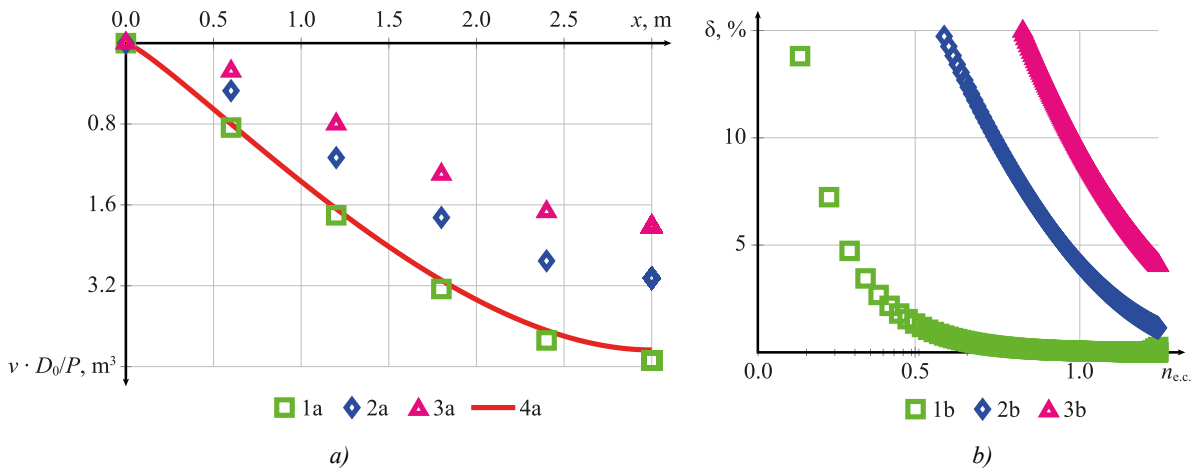 0.0 0.5 1.0 1.5 2.0 2.5 x, m
0.8
1.6
3.2
v · D₀/P, m³
1a 2a 3a 4a
a)
δ, %
10
5
0.0 0.5 1.0 nₑ.c.
1b 2b 3b
b)